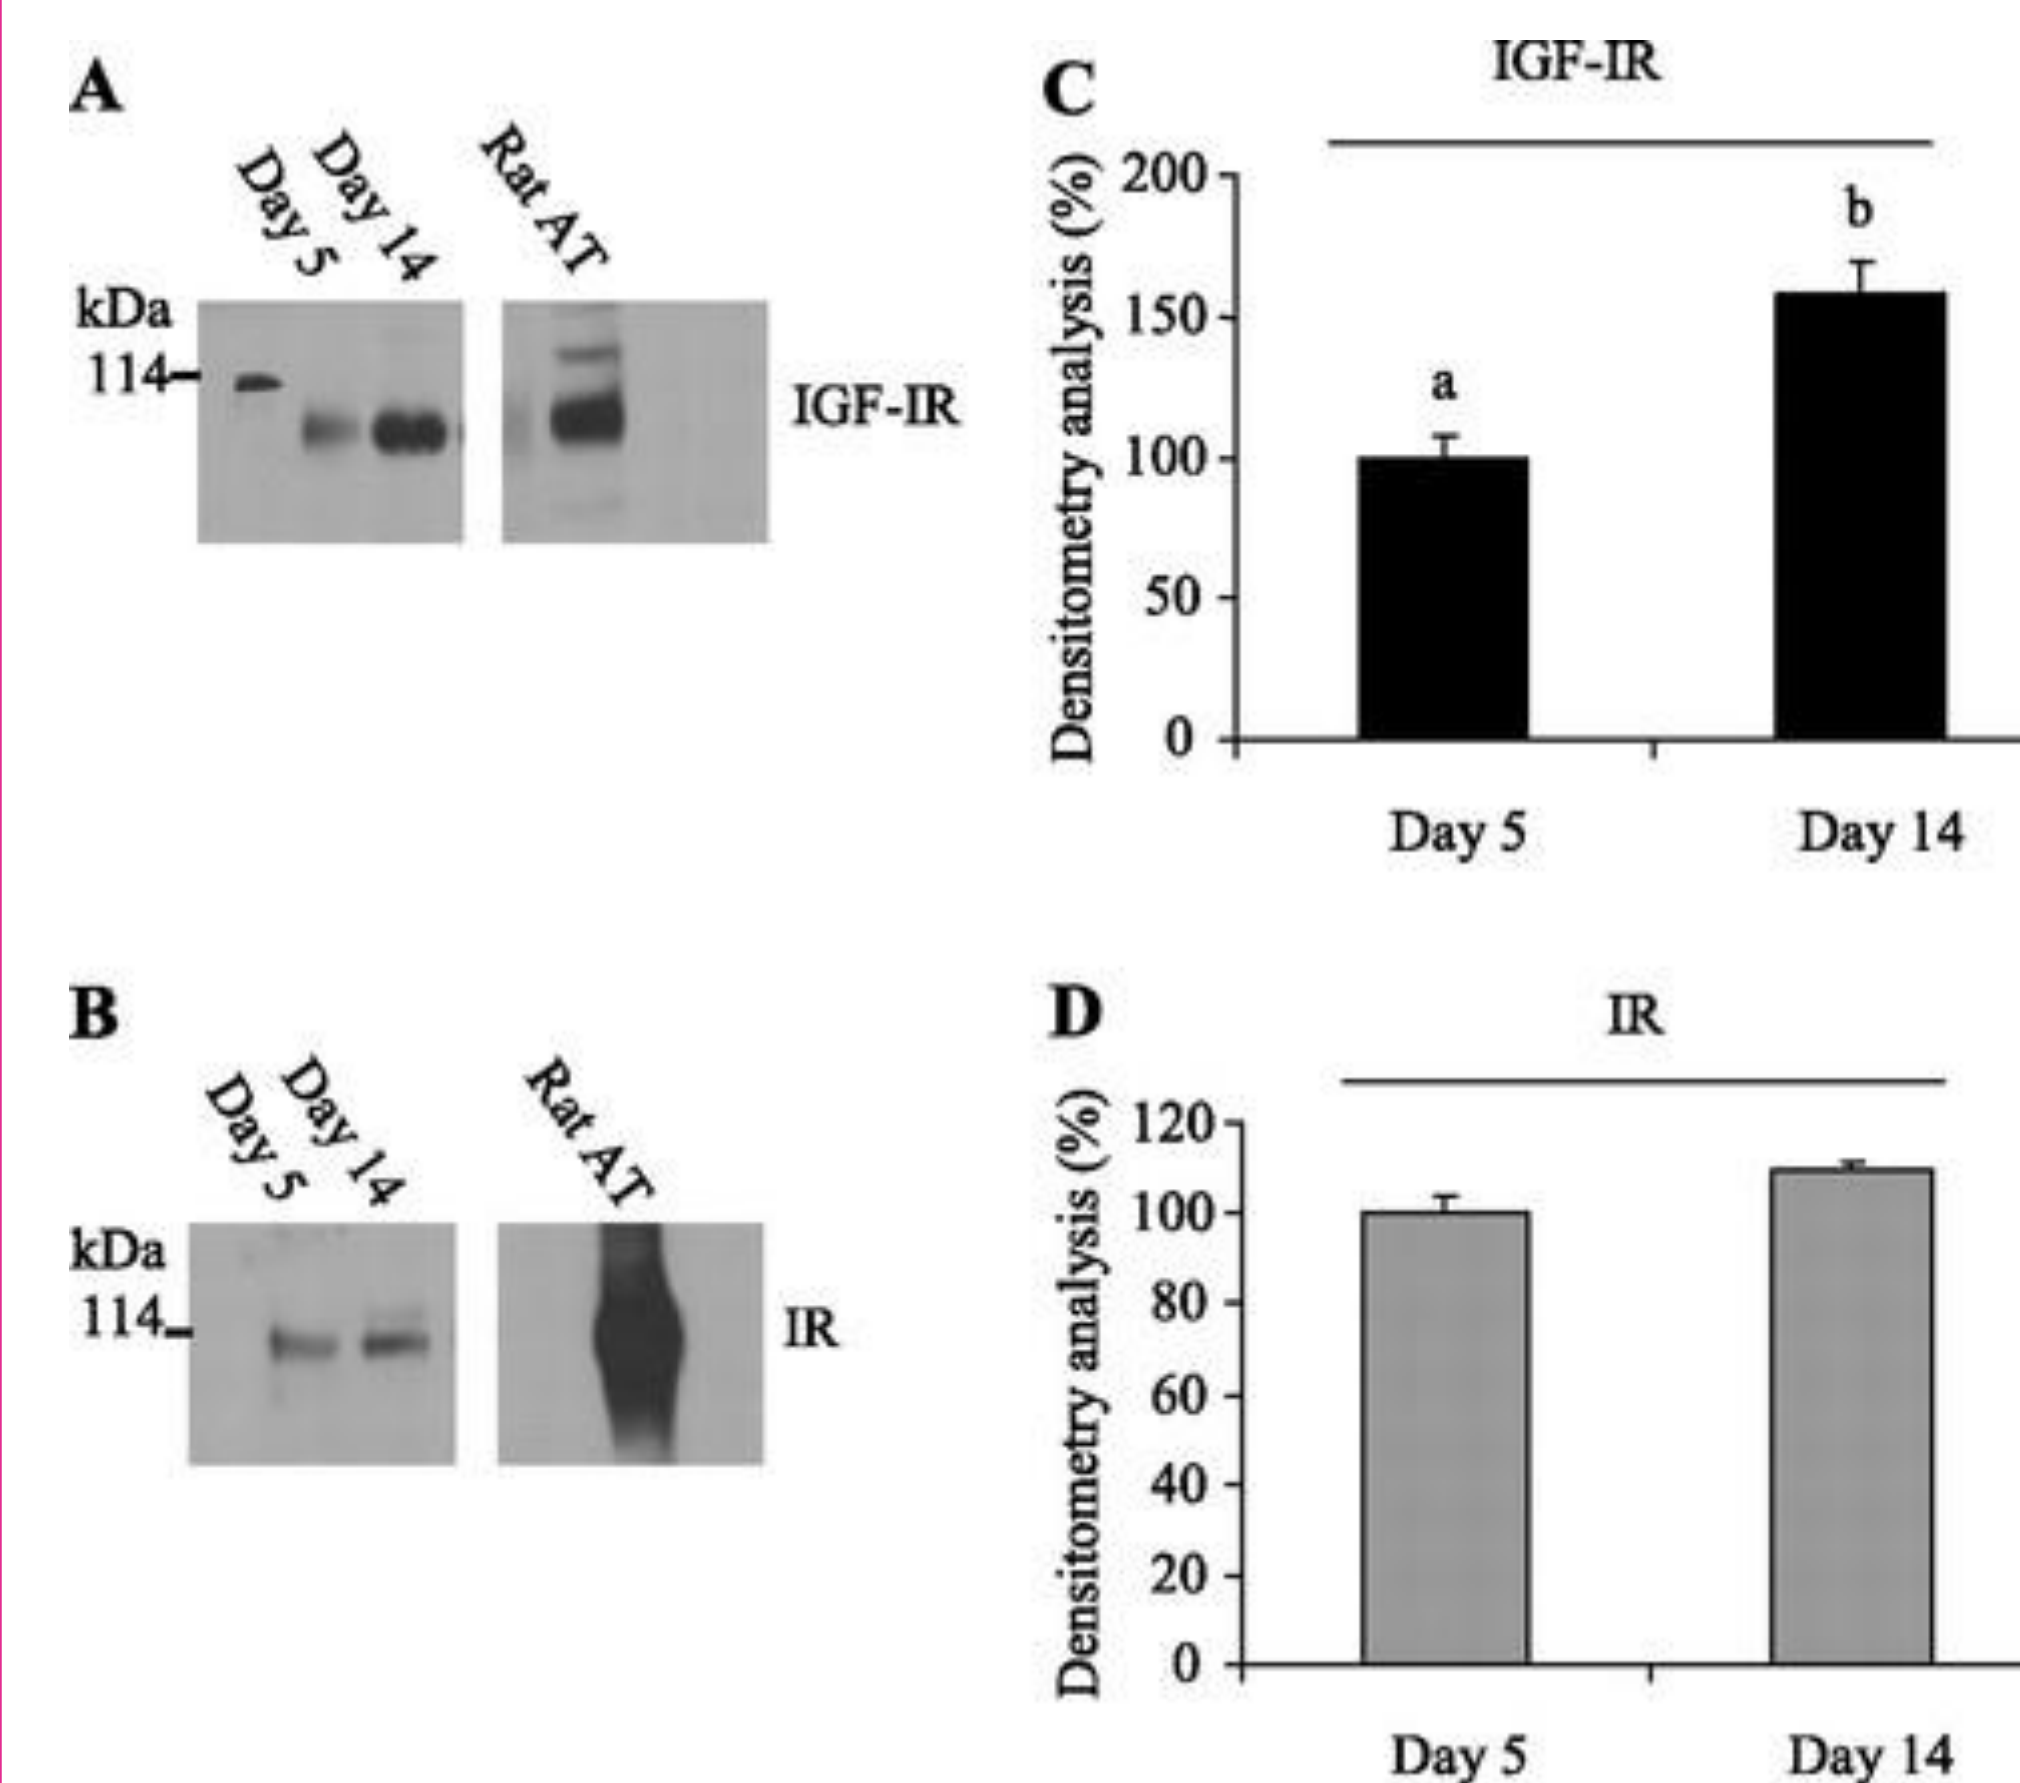 A
Day 5
Day 14
Rat AT
kDa
114
IGF-IR
C
IGF-IR
Densitometry analysis (%)
200
150
100
50
0
a
b
Day 5
Day 14
B
Day 5
Day 14
Rat AT
kDa
114
IR
D
IR
Densitometry analysis (%)
120
100
80
60
40
20
0
Day 5
Day 14